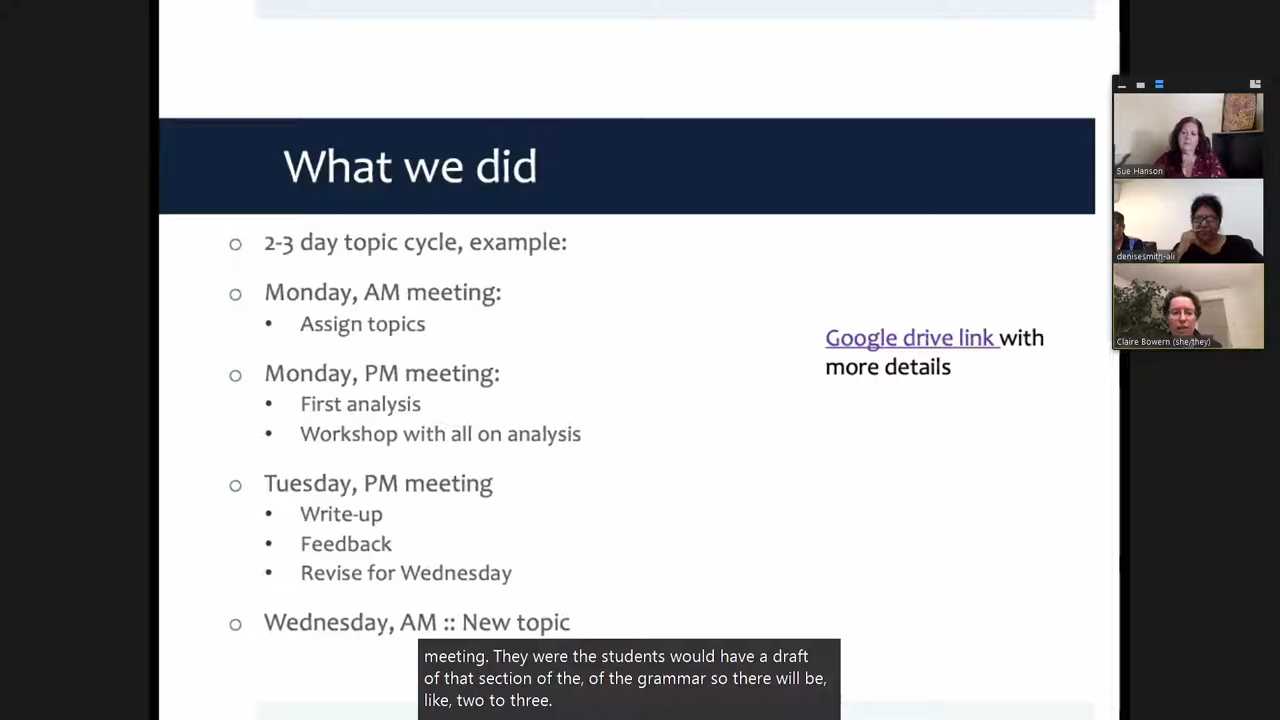 What we did
2-3 day topic cycle, example:
Monday, AM meeting:
Assign topics
Monday, PM meeting:
First analysis
Workshop with all on analysis
Tuesday, PM meeting
Write-up
Feedback
Revise for Wednesday
Wednesday, AM :: New topic
Google drive link with
more details
Sue Hanson
denisesmith-ali
Claire Bowern (she/they)
meeting. They were the students would have a draft
of that section of the, of the grammar so there will be,
like, two to three.